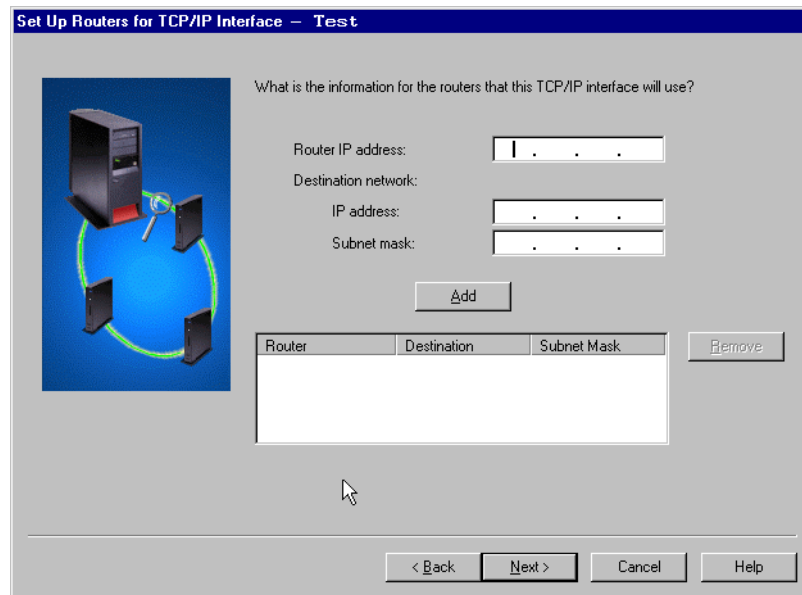 Set Up Routers for TCP/IP Interface – Test
What is the information for the routers that this TCP/IP interface will use?
Router IP address: . . .
Destination network:
IP address: . . .
Subnet mask: . . .
Add
Router Destination Subnet Mask
Remove
< Back Next > Cancel Help